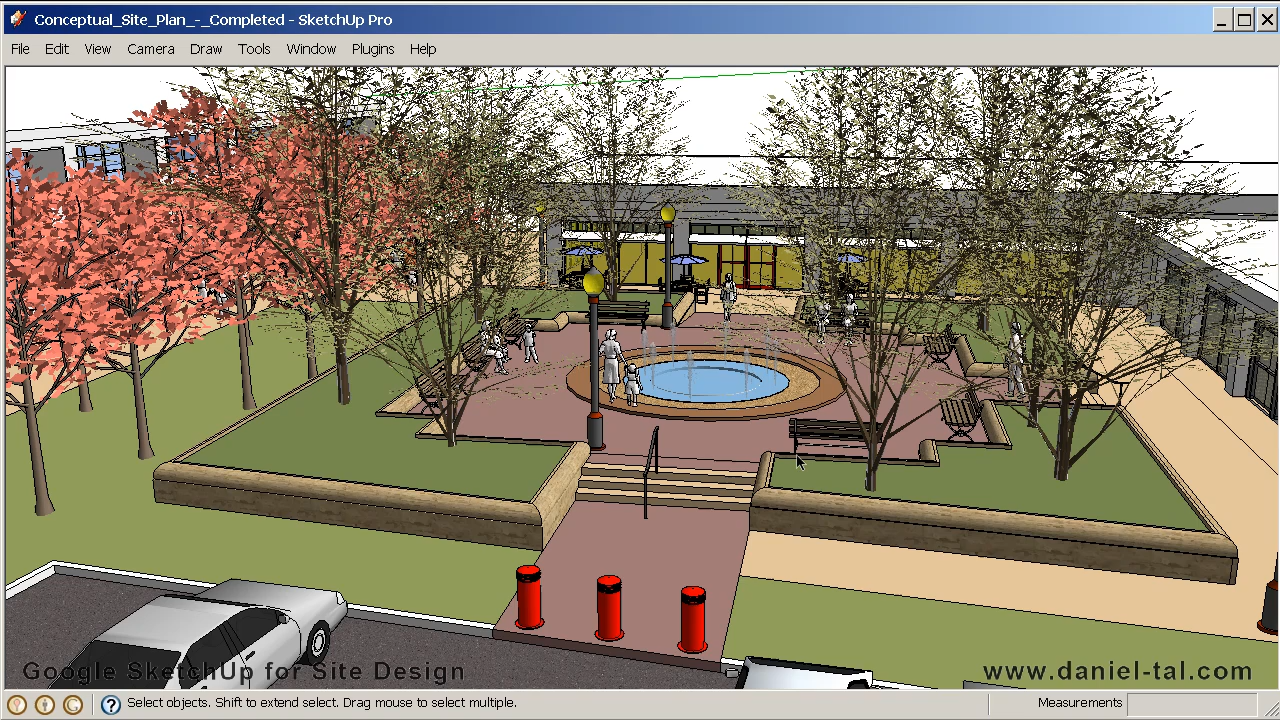 Conceptual_Site_Plan_-_Completed - SketchUp Pro
File Edit View Camera Draw Tools Window Plugins Help
Google SketchUp for Site Design
www.daniel-tal.com
Select objects. Shift to extend select. Drag mouse to select multiple.
Measurements